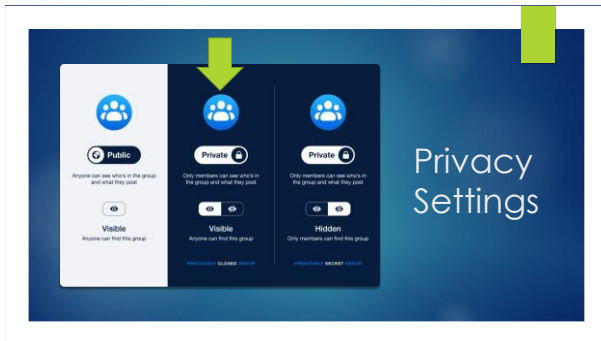 Public
Anyone can see who's in the group
and what they post
Visible
Anyone can find this group
Private
Only members can see who's in
the group and what they post
Visible
Anyone can find this group
PREVIOUSLY CLOSED GROUP
Private
Only members can see who's in
the group and what they post
Hidden
Only members can find this group
PREVIOUSLY SECRET GROUP
Privacy
Settings